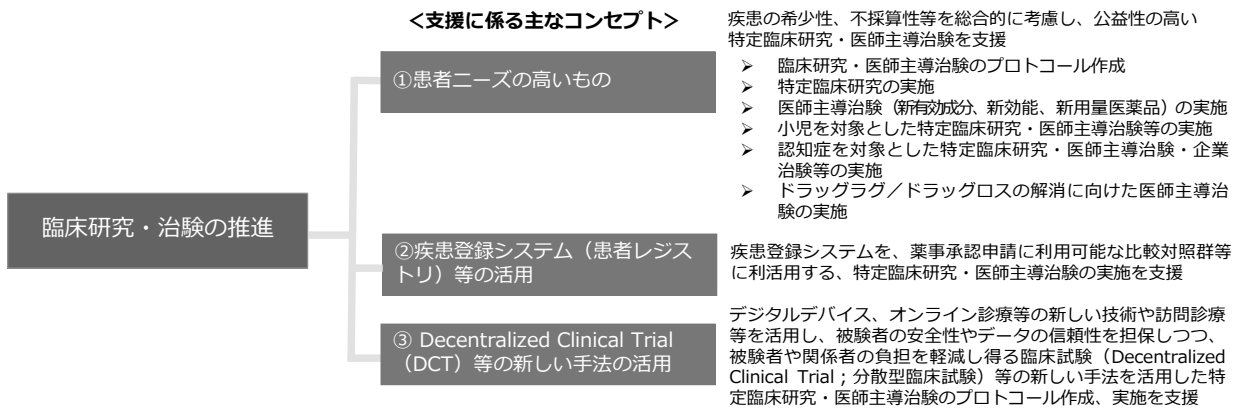 <支援に係る主なコンセプト>
臨床研究・治験の推進
①患者ニーズの高いもの
疾患の希少性、不採算性等を総合的に考慮し、公益性の高い
特定臨床研究・医師主導治験を支援
➢ 臨床研究・医師主導治験のプロトコール作成
➢ 特定臨床研究の実施
➢ 医師主導治験（新有効成分、新効能、新用量医薬品）の実施
➢ 小児を対象とした特定臨床研究・医師主導治験等の実施
➢ 認知症を対象とした特定臨床研究・医師主導治験・企業
治験等の実施
➢ ドラッグラグ／ドラッグロスの解消に向けた医師主導治
験の実施
②疾患登録システム（患者レジス
トリ）等の活用
疾患登録システムを、薬事承認申請に利用可能な比較対照群等
に利活用する、特定臨床研究・医師主導治験の実施を支援
③ Decentralized Clinical Trial
（DCT）等の新しい手法の活用
デジタルデバイス、オンライン診療等の新しい技術や訪問診療
等を活用し、被験者の安全性やデータの信頼性を担保しつつ、
被験者や関係者の負担を軽減し得る臨床試験（Decentralized
Clinical Trial；分散型臨床試験）等の新しい手法を活用した特
定臨床研究・医師主導治験のプロトコール作成、実施を支援